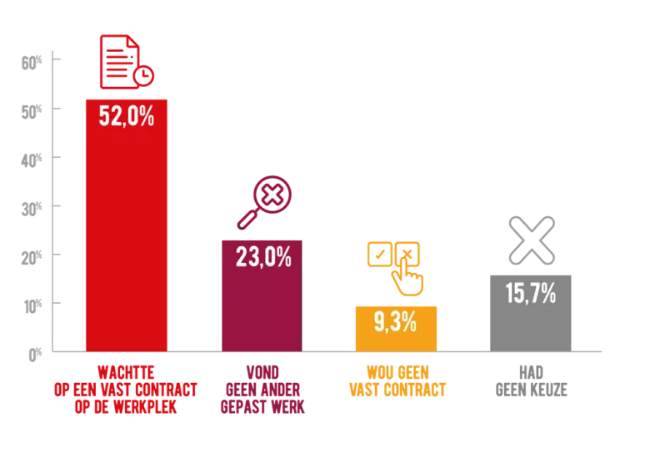 60%
50%
40%
30%
20%
10%
0%
52,0%
23,0%
9,3%
15,7%
WACHTTE
OP EEN VAST CONTRACT
OP DE WERKPLEK
VOND
GEEN ANDER
GEPAST WERK
WOU GEEN
VAST CONTRACT
HAD
GEEN KEUZE